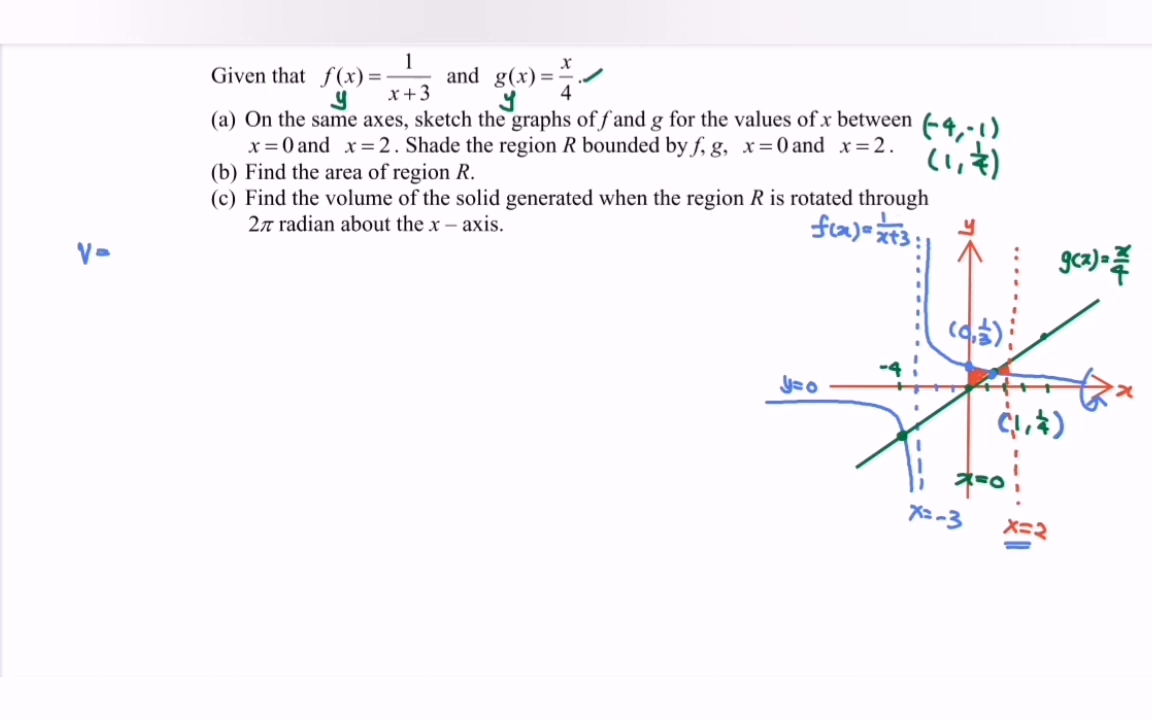 Given that f(x) = 1/(x+3) and g(x) = x/4.
y y
(a) On the same axes, sketch the graphs of f and g for the values of x between
x = 0 and x = 2. Shade the region R bounded by f, g, x = 0 and x = 2.
(-4,-1)
(1,1/4)
(b) Find the area of region R.
(c) Find the volume of the solid generated when the region R is rotated through
2π radian about the x – axis.
V=
f(x)=1/x+3
y
g(x)=x/4
(0,1/3)
-4
y=0
x
(1,1/4)
x=0
x=-3
x=2